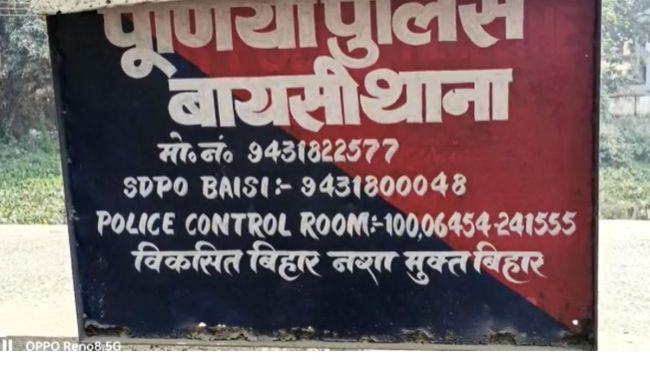 पूर्णियाँ पुलिस
बायसी थाना
मो॰ नं॰ 9431822577
SDPO BAISI:- 9431800048
POLICE CONTROL ROOM:-100,06454-241555
विकसित बिहार नशा मुक्त बिहार
OPPO Reno8 5G